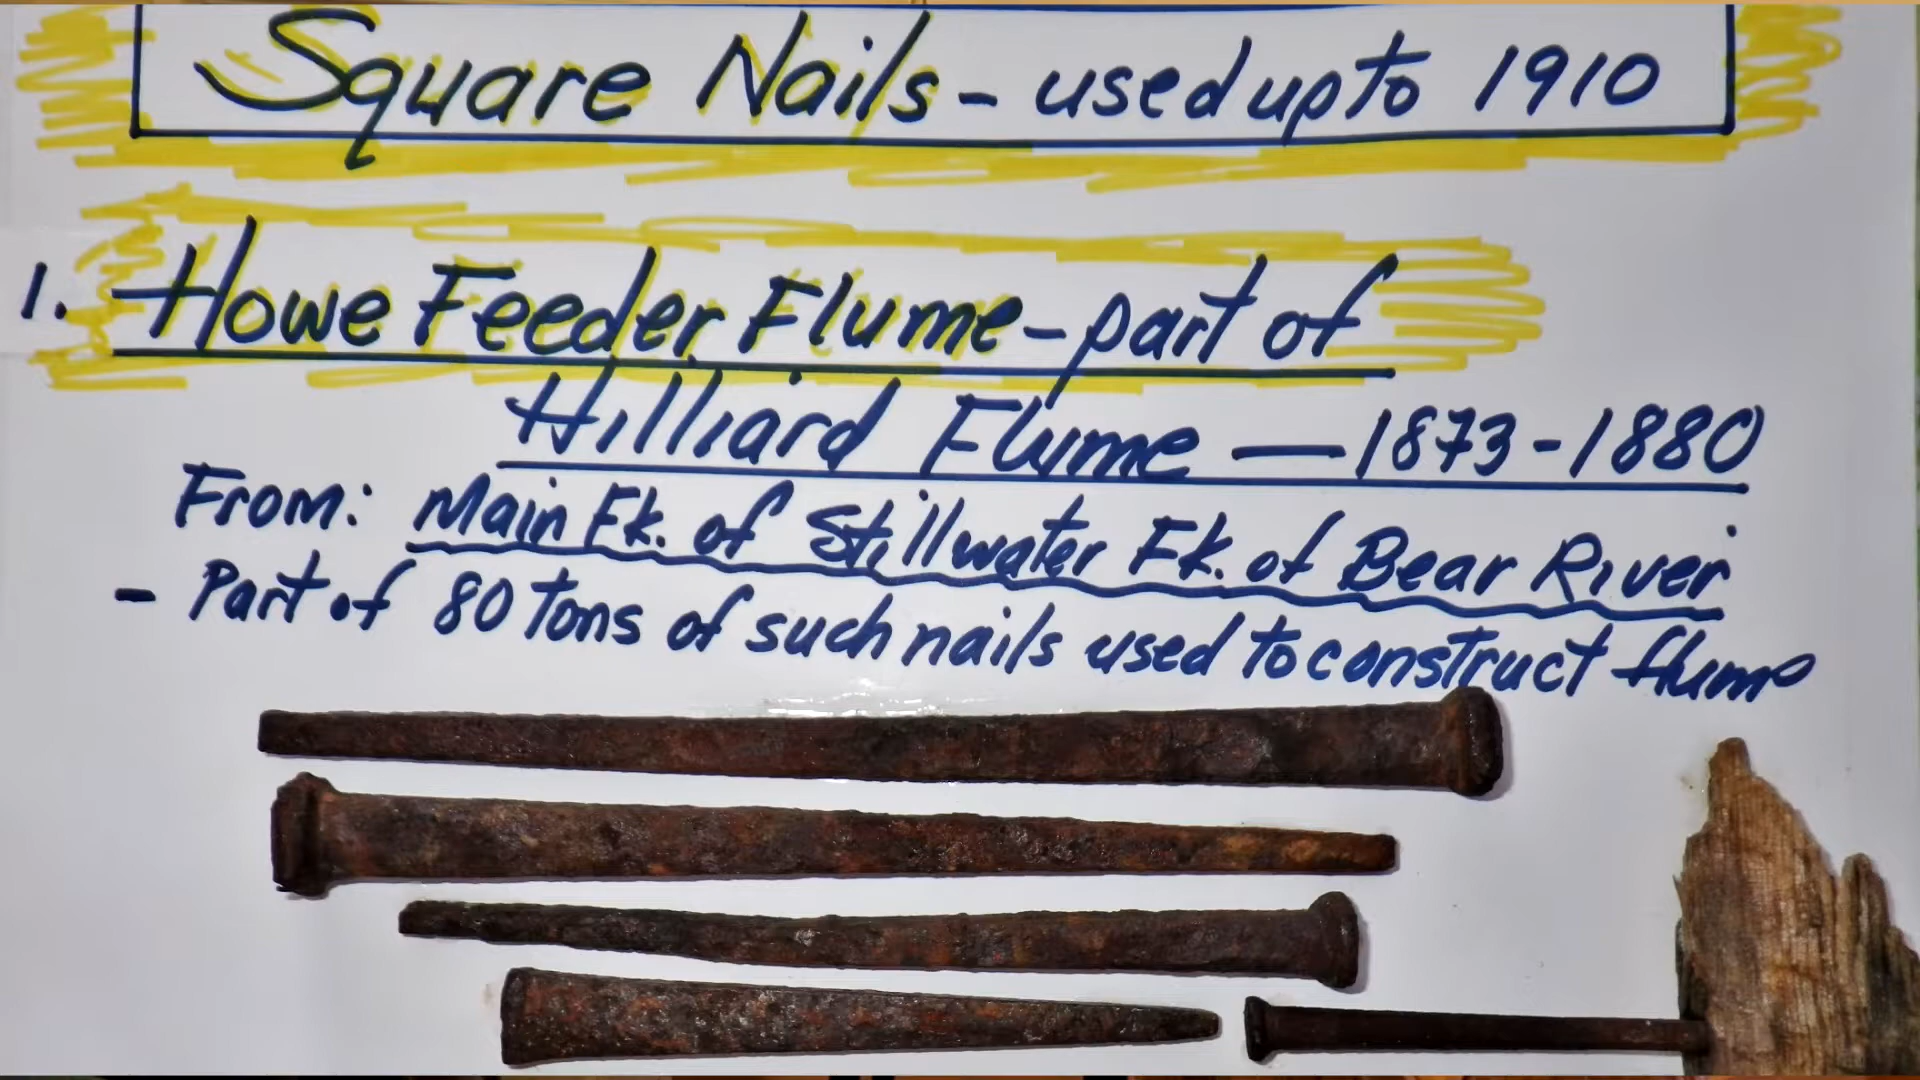 Square Nails - used up to 1910
1. Howe Feeder Flume - part of
Hilliard Flume — 1873-1880
From: Main Fk. of Stillwater Fk. of Bear River
- Part of 80 tons of such nails used to construct flume